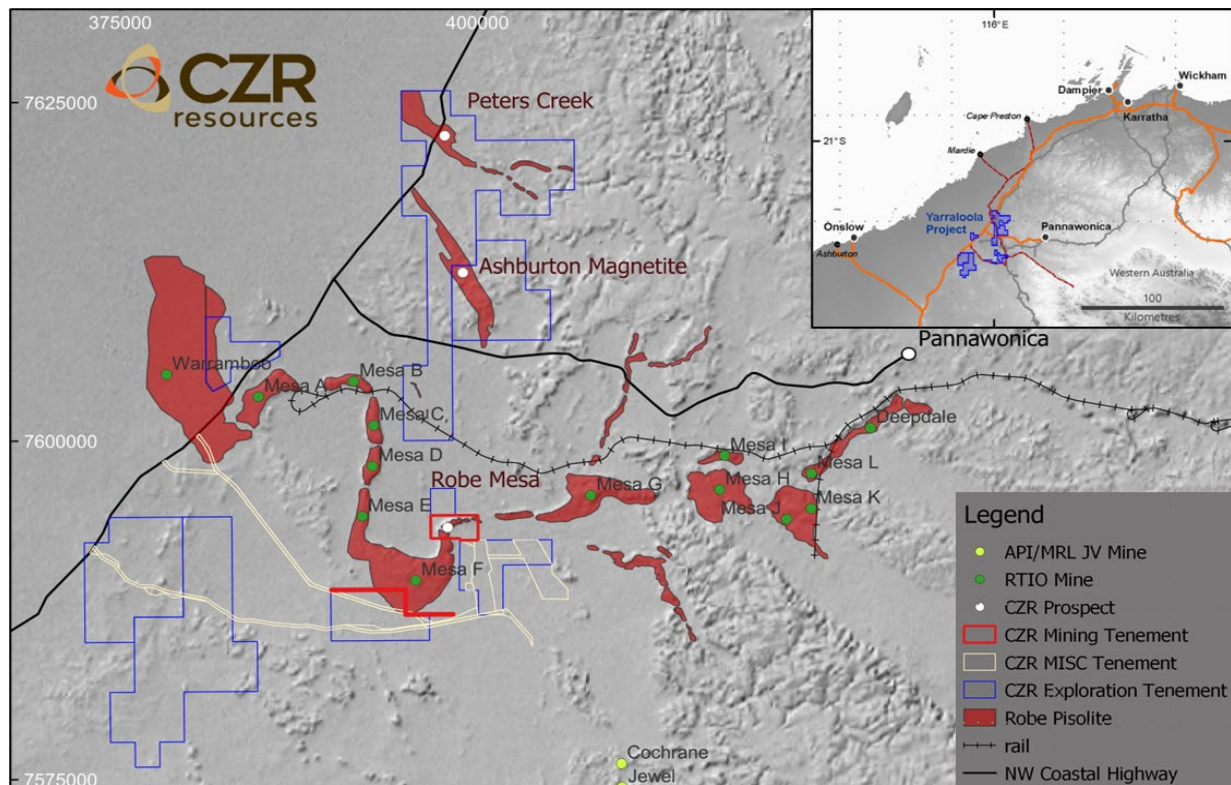 375000
400000
4
CZR
resources
7625000
7600000
7575000
Peters Creek
Ashburton Magnetite
Warramboo
Mesa A
Mesa B
Mesa C
Mesa D
Mesa E
Mesa F
Robe Mesa
Mesa G
Mesa I
Mesa H
Mesa J
Mesa L
Mesa K
Deepdale
Pannawonica
Cochrane
Jewel
116°E
21°S
Dampier
Wickham
Karratha
Cape Preston
Mardie
Yarraloola
Project
Pannawonica
Onslow
Ashburton
Western Australia
100
Kilometres
Legend
API/MRL JV Mine
RTIO Mine
CZR Prospect
CZR Mining Tenement
CZR MISC Tenement
CZR Exploration Tenement
Robe Pisolite
rail
NW Coastal Highway